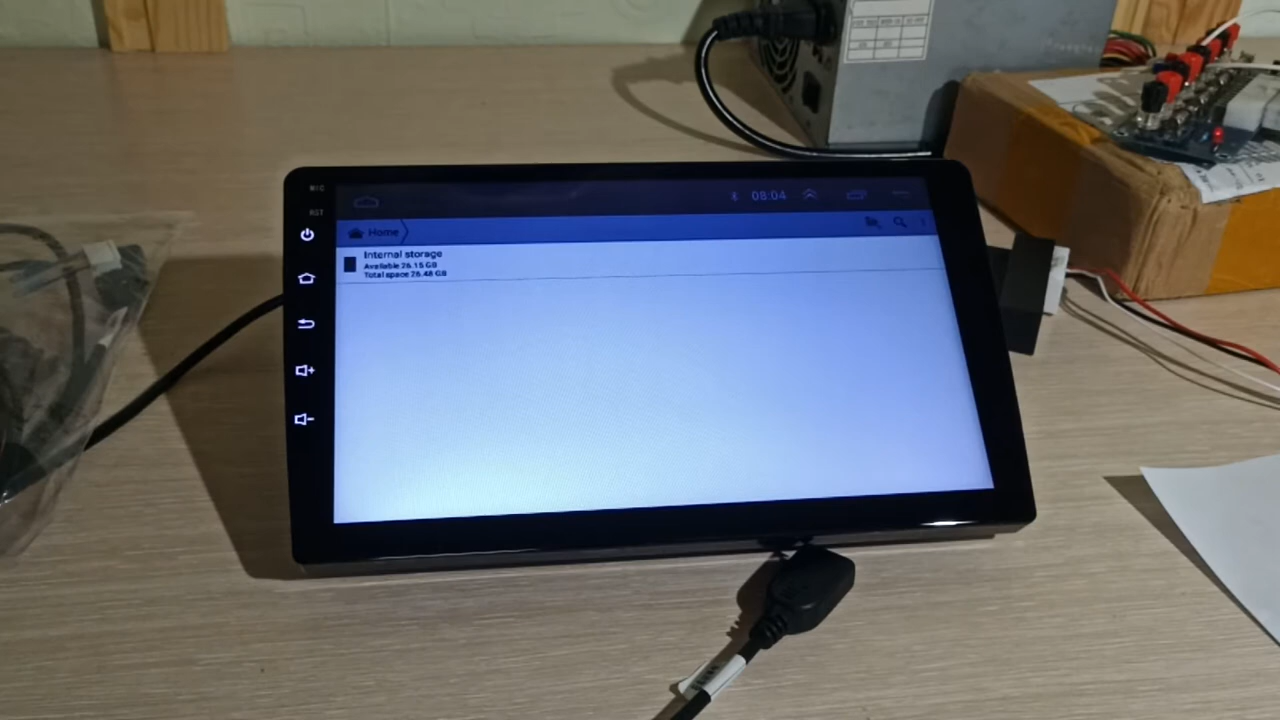 MIC
RST
08:04
Home
Internal storage
Available 26.15 GB
Total space 26.48 GB